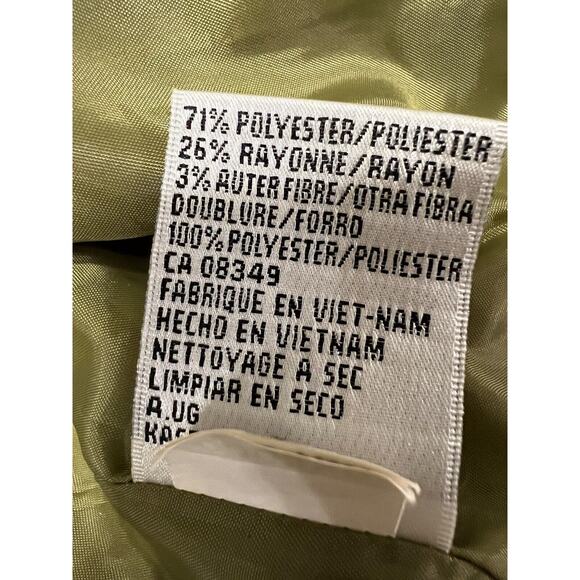 71% POLYESTER/POLIESTER
26% RAYONNE/RAYON
3% AUTER FIBRE/OTRA FIBRA
DOUBLURE/FORRO
100% POLYESTER/POLIESTER
CA 08349
FABRIQUE EN VIET-NAM
HECHO EN VIETNAM
NETTOYAGE A SEC
LIMPIAR EN SECO
A.UG